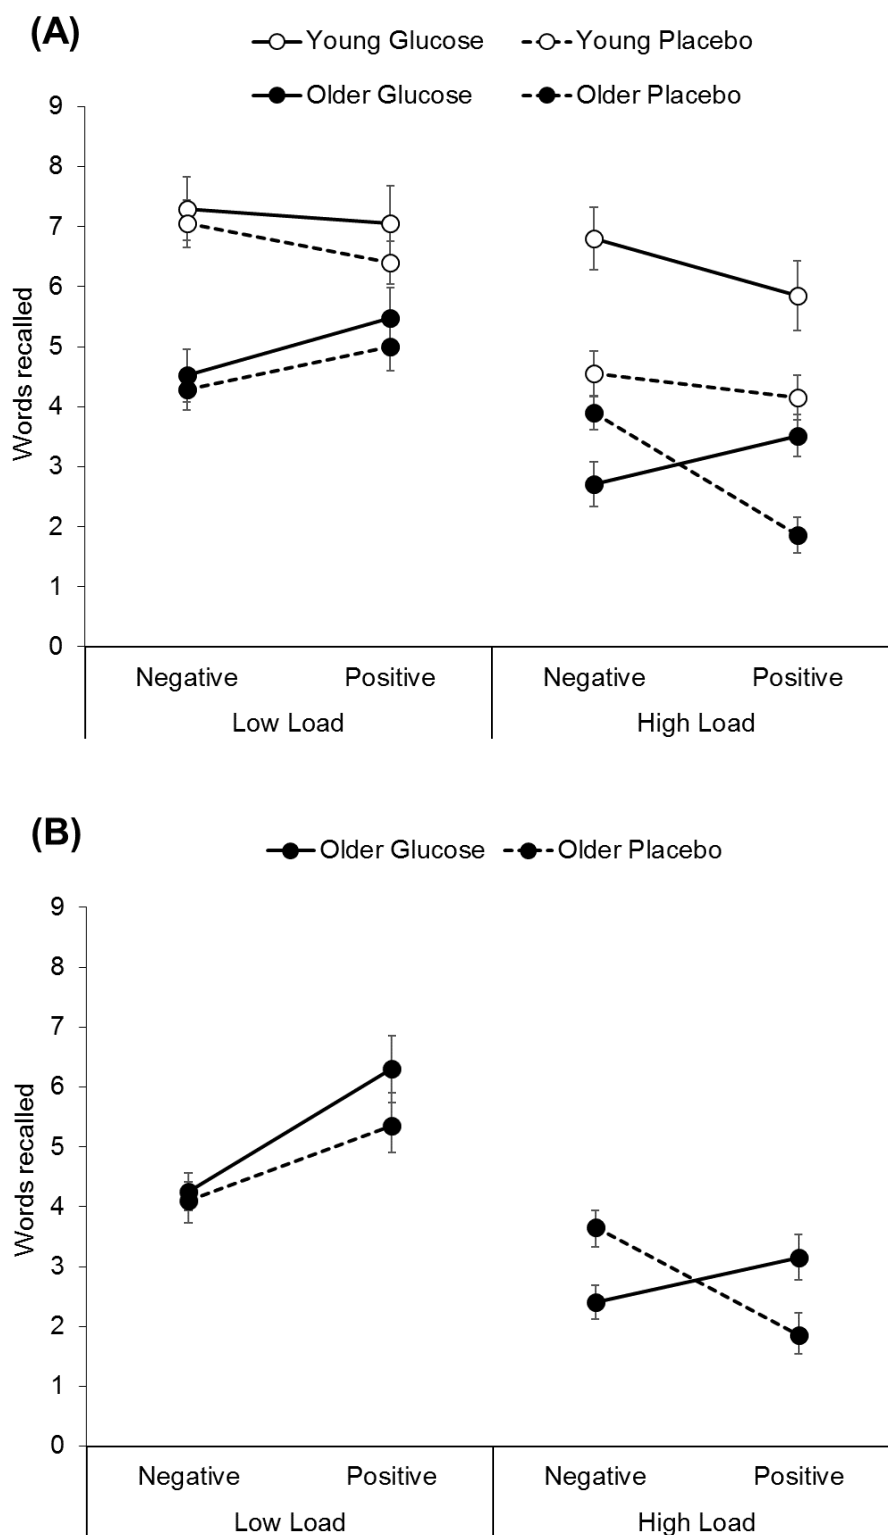 (A)
Young Glucose Young Placebo
Older Glucose Older Placebo
9
8
7
6
5
4
3
2
1
0
Words recalled
Negative Positive Negative Positive
Low Load High Load
(B)
Older Glucose Older Placebo
9
8
7
6
5
4
3
2
1
0
Words recalled
Negative Positive Negative Positive
Low Load High Load